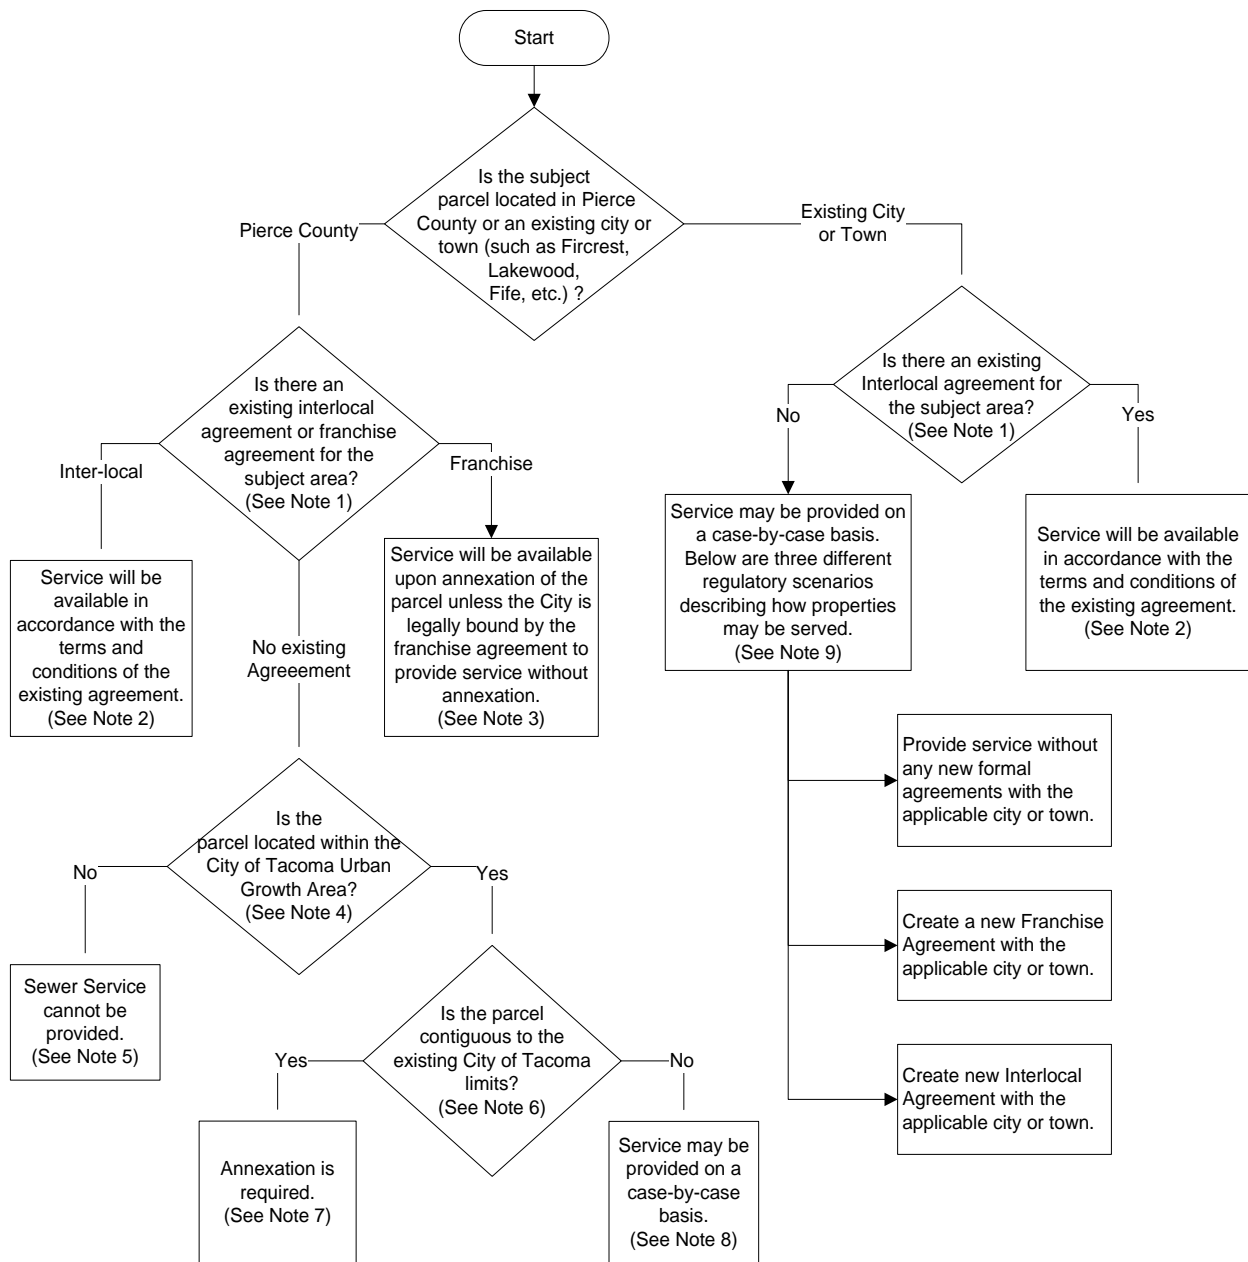 Start
Is the subject
parcel located in Pierce
County or an existing city or
town (such as Fircrest,
Lakewood,
Fife, etc.) ?
Pierce County
Existing City
or Town
Is there an
existing interlocal
agreement or franchise
agreement for the
subject area?
(See Note 1)
Is there an existing
Interlocal agreement for
the subject area?
(See Note 1)
No
Yes
Inter-local
Franchise
Service will be
available in
accordance with the
terms and
conditions of the
existing agreement.
(See Note 2)
No existing
Agreeement
Service will be available
upon annexation of the
parcel unless the City is
legally bound by the
franchise agreement to
provide service without
annexation.
(See Note 3)
Service may be provided on
a case-by-case basis.
Below are three different
regulatory scenarios
describing how properties
may be served.
(See Note 9)
Service will be available
in accordance with the
terms and conditions of
the existing agreement.
(See Note 2)
Provide service without
any new formal
agreements with the
applicable city or town.
Is the
parcel located within the
City of Tacoma Urban
Growth Area?
(See Note 4)
No
Yes
Create a new Franchise
Agreement with the
applicable city or town.
Sewer Service
cannot be
provided.
(See Note 5)
Is the parcel
contiguous to the
existing City of Tacoma
limits?
(See Note 6)
Yes
No
Create new Interlocal
Agreement with the
applicable city or town.
Annexation is
required.
(See Note 7)
Service may be
provided on a
case-by-case
basis.
(See Note 8)